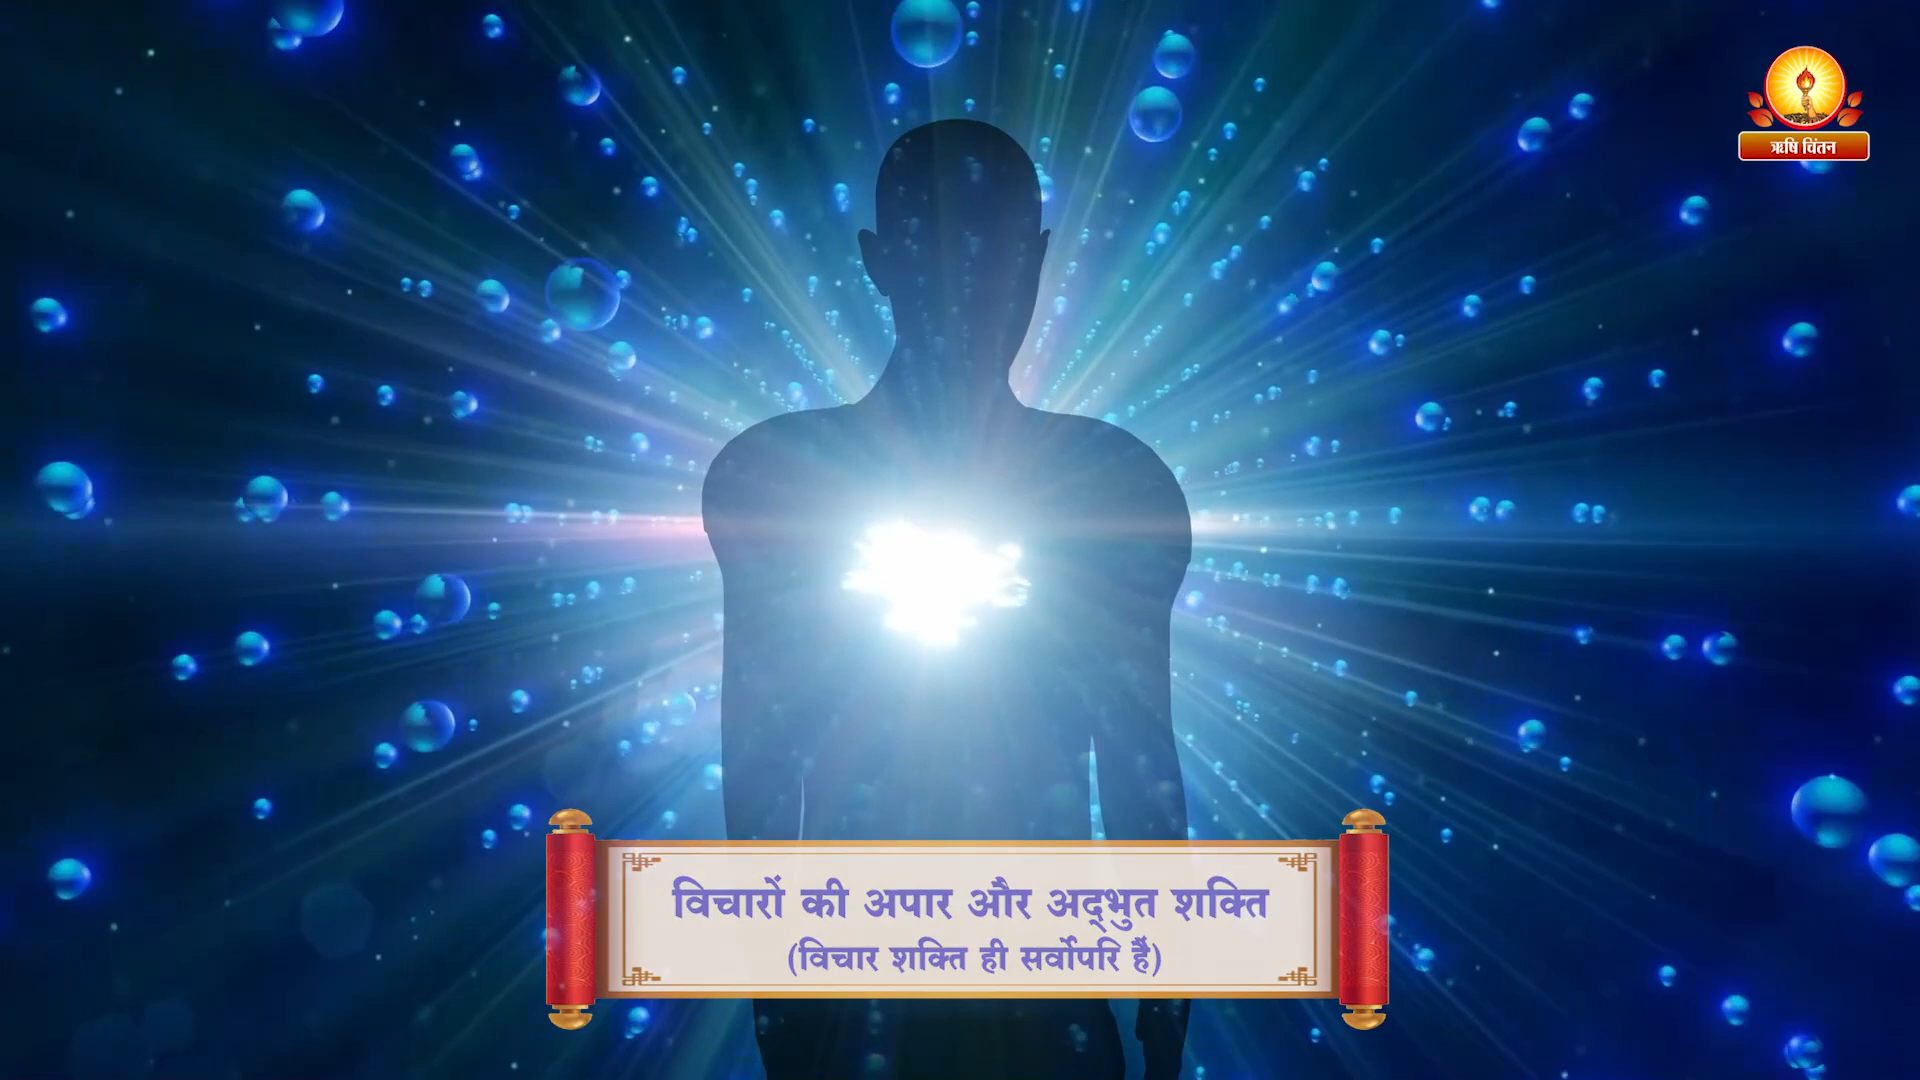 ऋषि चिंतन
विचारों की अपार और अद्‌भुत शक्ति
(विचार शक्ति ही सर्वोपरि हैं)